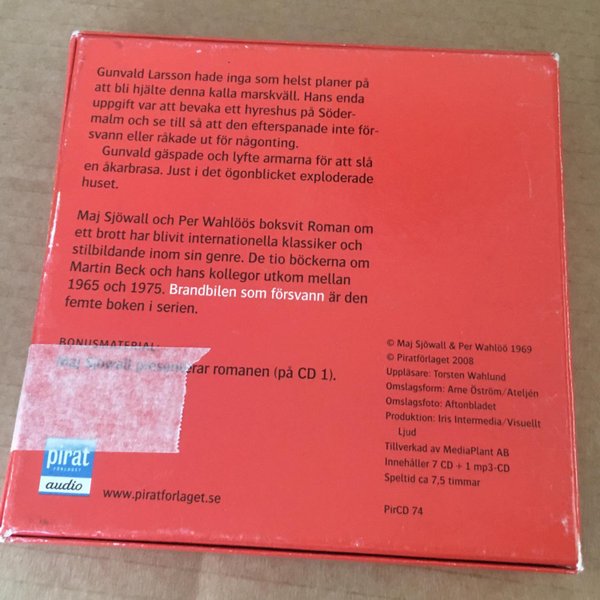 Gunvald Larsson hade inga som helst planer på
att bli hjälte denna kalla marskväll. Hans enda
uppgift var att bevaka ett hyreshus på Söder-
malm och se till så att den efterspanade inte för-
svann eller råkade ut för någonting.
Gunvald gäspade och lyfte armarna för att slå
en åkarbrasa. Just i det ögonblicket exploderade
huset.
Maj Sjöwall och Per Wahlöös boksvit Roman om
ett brott har blivit internationella klassiker och
stilbildande inom sin genre. De tio böckerna om
Martin Beck och hans kollegor utkom mellan
1965 och 1975. Brandbilen som försvann är den
femte boken i serien.
BONUSMATERIAL:
Maj Sjöwall presenterar romanen (på CD 1).
pirat
FÖRLAGET
audio
www.piratforlaget.se
© Maj Sjöwall & Per Wahlöö 1969
© Piratförlaget 2008
Uppläsare: Torsten Wahlund
Omslagsform: Arne Öström/Ateljén
Omslagsfoto: Aftonbladet
Produktion: Iris Intermedia/Visuellt
Ljud
Tillverkad av MediaPlant AB
Innehåller 7 CD + 1 mp3-CD
Speltid ca 7,5 timmar
PirCD 74